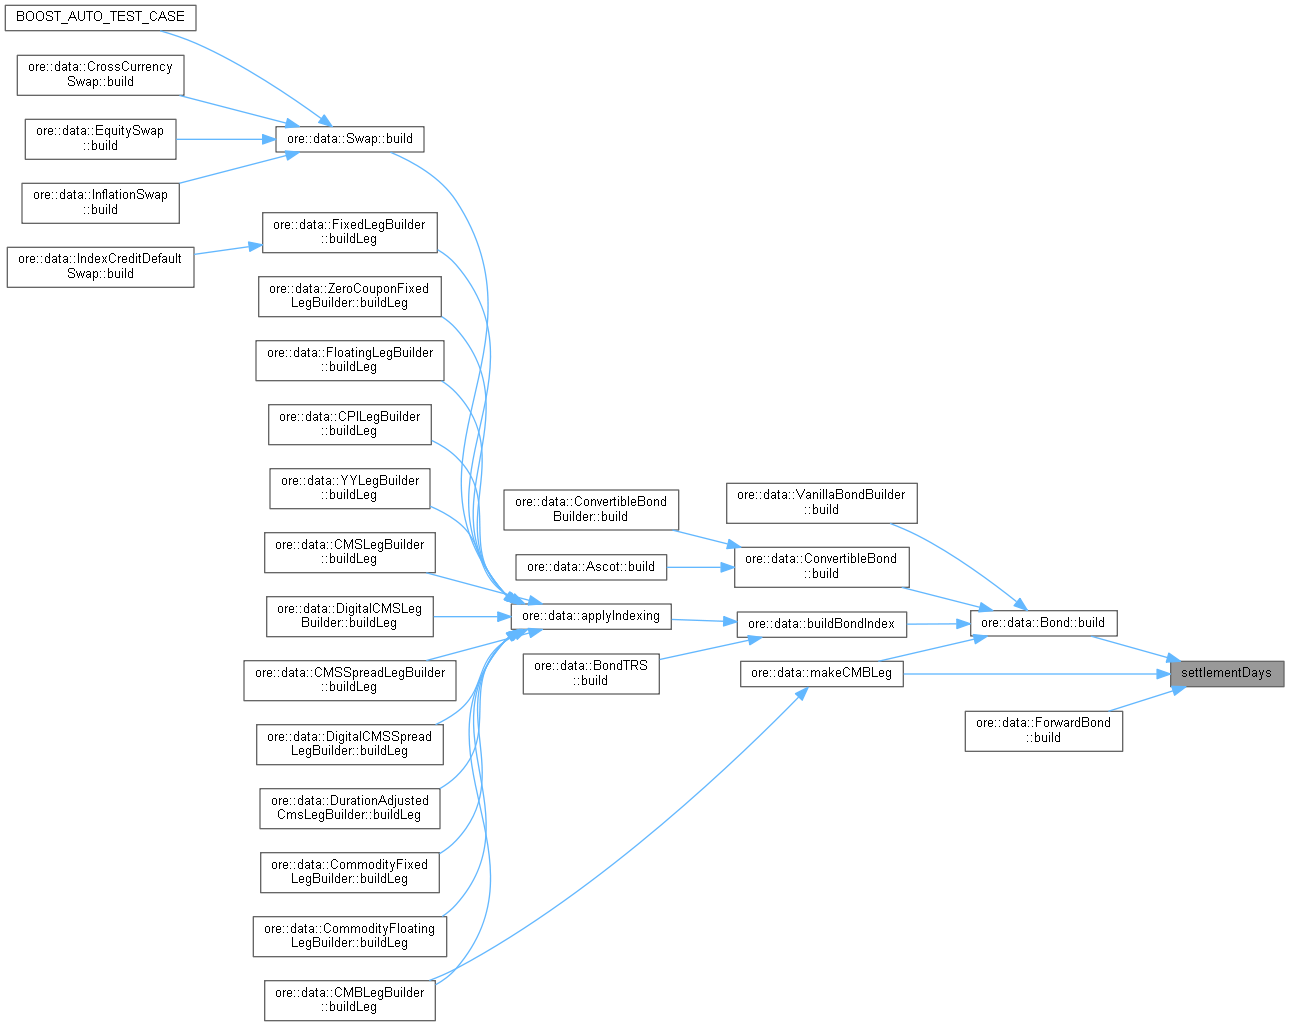 BOOST_AUTO_TEST_CASE
ore::data::CrossCurrency
Swap::build
ore::data::EquitySwap
::build
ore::data::Swap::build
ore::data::InflationSwap
::build
ore::data::FixedLegBuilder
::buildLeg
ore::data::IndexCreditDefault
Swap::build
ore::data::ZeroCouponFixed
LegBuilder::buildLeg
ore::data::FloatingLegBuilder
::buildLeg
ore::data::CPILegBuilder
::buildLeg
ore::data::YYLegBuilder
::buildLeg
ore::data::ConvertibleBond
Builder::build
ore::data::VanillaBondBuilder
::build
ore::data::CMSLegBuilder
::buildLeg
ore::data::Ascot::build
ore::data::ConvertibleBond
::build
ore::data::DigitalCMSLeg
Builder::buildLeg
ore::data::applyIndexing
ore::data::buildBondIndex
ore::data::Bond::build
ore::data::CMSSpreadLegBuilder
::buildLeg
ore::data::BondTRS
::build
ore::data::makeCMBLeg
settlementDays
ore::data::DigitalCMSSpread
LegBuilder::buildLeg
ore::data::ForwardBond
::build
ore::data::DurationAdjusted
CmsLegBuilder::buildLeg
ore::data::CommodityFixed
LegBuilder::buildLeg
ore::data::CommodityFloating
LegBuilder::buildLeg
ore::data::CMBLegBuilder
::buildLeg